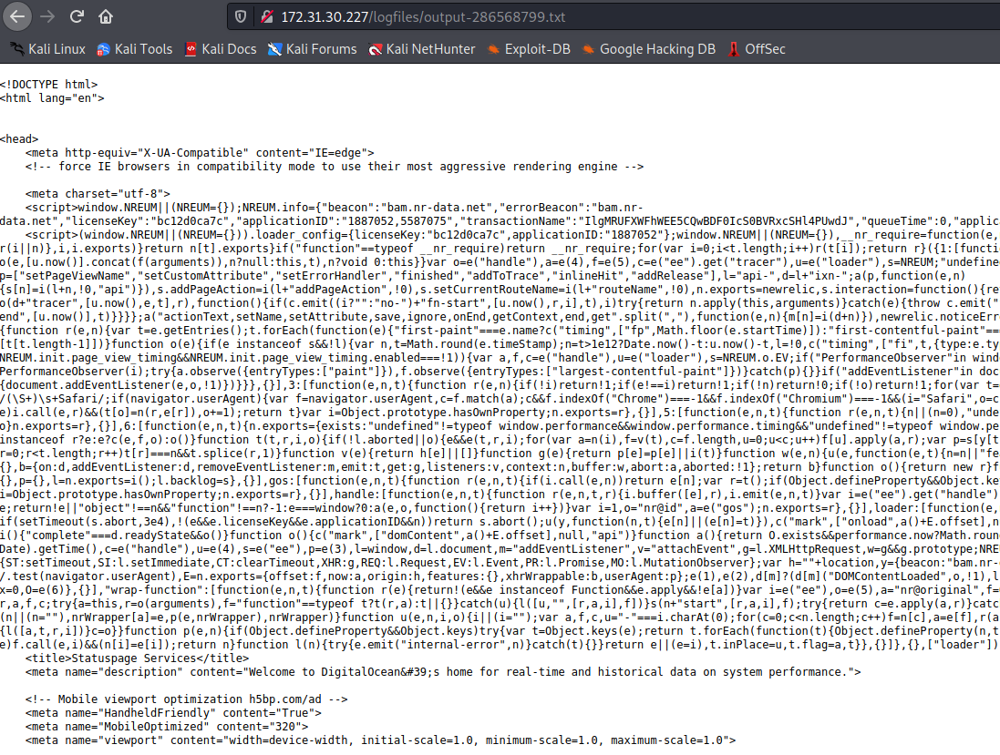 172.31.30.227/logfiles/output-286568799.txt
Kali Linux Kali Tools Kali Docs Kali Forums Kali NetHunter Exploit-DB Google Hacking DB OffSec
<!DOCTYPE html>
<html lang="en">
<head>
<meta http-equiv="X-UA-Compatible" content="IE=edge">
<!-- force IE browsers in compatibility mode to use their most aggressive rendering engine -->
<meta charset="utf-8">
<script>window.NREUM||(NREUM={});NREUM.info={"beacon":"bam.nr-data.net","errorBeacon":"bam.nr-
data.net","licenseKey":"bc12d0ca7c","applicationID":"1887052,5587075","transactionName":"IlgMRUFXWFhWEE5CQwBDF0IcS0BVRxcSHl4PUwdJ","queueTime":0,"applic
<script>(window.NREUM||(NREUM={})).loader_config={licenseKey:"bc12d0ca7c",applicationID:"1887052"};window.NREUM||(NREUM={}),__nr_require=function(e,
r(i||n)},i,i.exports)}return n[t].exports}if("function"==typeof __nr_require)return __nr_require;for(var i=0;i<t.length;i++)r(t[i]);return r}({1:[funct
o(e,[u.now()].concat(f(arguments)),n?null:this,t),n?void 0:this}}var o=e("handle"),a=e(4),f=e(5),c=e("ee").get("tracer"),u=e("loader"),s=NREUM;"undefine
p=["setPageViewName","setCustomAttribute","setErrorHandler","finished","addToTrace","inlineHit","addRelease"],l="api-",d=l+"ixn-";a(p,function(e,n)
{s[n]=i(l+n,!0,"api")}),s.addPageAction=i(l+"addPageAction",!0),s.setCurrentRouteName=i(l+"routeName",!0),n.exports=newrelic,s.interaction=function(){re
o(d+"tracer",[u.now(),e,t],r),function(){if(c.emit((i?"":"no-")+"fn-start",[u.now(),r,i],t),i)try{return n.apply(this,arguments)}catch(e){throw c.emit("
end",[u.now()],t)}}}};a("actionText,setName,setAttribute,save,ignore,onEnd,getContext,end,get".split(","),function(e,n){m[n]=i(d+n)}),newrelic.noticeErr
{function r(e,n){var t=e.getEntries();t.forEach(function(e){"first-paint"===e.name?c("timing",["fp",Math.floor(e.startTime)]):"first-contentful-paint"==
[t[t.length-1]])}function o(e){if(e instanceof s&&!l){var n,t=Math.round(e.timeStamp);n=t>1e12?Date.now()-t:u.now()-t,l=!0,c("timing",["fi",t,{type:e.ty
NREUM.init.page_view_timing&&NREUM.init.page_view_timing.enabled===!1)){var a,f,c=e("handle"),u=e("loader"),s=NREUM.o.EV;if("PerformanceObserver"in windo
PerformanceObserver(i);try{a.observe({entryTypes:["paint"]}),f.observe({entryTypes:["largest-contentful-paint"]})}catch(p){}}if("addEventListener"in doc
{document.addEventListener(e,o,!1)})}}},{}],3:[function(e,n,t){function r(e,n){if(!i)return!1;if(e!==i)return!1;if(!n)return!0;if(!o)return!1;for(var t=
/(\S+)\s+Safari/;if(navigator.userAgent){var f=navigator.userAgent,c=f.match(a);c&&f.indexOf("Chrome")===-1&&f.indexOf("Chromium")===-1&&(i="Safari",o=c
e)i.call(e,r)&&(t[o]=n(r,e[r]),o+=1);return t}var i=Object.prototype.hasOwnProperty;n.exports=r},{}],5:[function(e,n,t){function r(e,n,t){n||(n=0),"unde
o}n.exports=r},{}],6:[function(e,n,t){n.exports={exists:"undefined"!=typeof window.performance&&window.performance.timing&&"undefined"!=typeof window.pe
instanceof r?e:e?c(e,f,o):o()}function t(t,r,i,o){if(!l.aborted||o){e&&e(t,r,i);for(var a=n(i),f=v(t),c=f.length,u=0;u<c;u++)f[u].apply(a,r);var p=s[y[t
r=0;r<t.length;r++)t[r]===n&&t.splice(r,1)}function v(e){return h[e]||[]}function g(e){return p[e]=p[e]||i(t)}function w(e,n){u(e,function(e,t){n=n||"fe
{},b={on:d,addEventListener:d,removeEventListener:m,emit:t,get:g,listeners:v,context:n,buffer:w,abort:a,aborted:!1};return b}function o(){return new r}f
{},p={},l=n.exports=i();l.backlog=s},{}],gos:[function(e,n,t){function r(e,n,t){if(i.call(e,n))return e[n];var r=t();if(Object.defineProperty&&Object.ke
i=Object.prototype.hasOwnProperty;n.exports=r},{}],handle:[function(e,n,t){function r(e,n,t,r){i.buffer([e],r),i.emit(e,n,t)}var i=e("ee").get("handle")
e;return!e||"object"!==n&&"function"!==n?-1:e===window?0:a(e,o,function(){return i++})}var i=1,o="nr@id",a=e("gos");n.exports=r},{}],loader:[function(e,
if(setTimeout(s.abort,3e4),!(e&&e.licenseKey&&e.applicationID&&n))return s.abort();u(y,function(n,t){e[n]||(e[n]=t)}),c("mark",["onload",a()+E.offset],n
i(){"complete"===d.readyState&&o()}function o(){c("mark",["domContent",a()+E.offset],null,"api")}function a(){return O.exists&&performance.now?Math.roun
Date).getTime(),c=e("handle"),u=e(4),s=e("ee"),p=e(3),l=window,d=l.document,m="addEventListener",v="attachEvent",g=l.XMLHttpRequest,w=g&&g.prototype;NRE
{ST:setTimeout,SI:l.setImmediate,CT:clearTimeout,XHR:g,REQ:l.Request,EV:l.Event,PR:l.Promise,MO:l.MutationObserver};var h=""+location,y={beacon:"bam.nr-
/.test(navigator.userAgent),E=n.exports={offset:f,now:a,origin:h,features:{},xhrWrappable:b,userAgent:p};e(1),e(2),d[m]?(d[m]("DOMContentLoaded",o,!1),l
x=0,O=e(6)},{}],"wrap-function":[function(e,n,t){function r(e){return!(e&&e instanceof Function&&e.apply&&!e[a])}var i=e("ee"),o=e(5),a="nr@original",f=
r,a,f,c;try{a=this,r=o(arguments),f="function"==typeof t?t(r,a):t||{}}catch(u){l([u,"",[r,a,i],f])}s(n+"start",[r,a,i],f);try{return c=e.apply(a,r)}catc
(n||(n=""),nrWrapper[a]=e,p(e,nrWrapper),nrWrapper)}function u(e,n,i,o){i||(i="");var a,f,c,u="-"===i.charAt(0);for(c=0;c<n.length;c++)f=n[c],a=e[f],r(a
{l([a,t,r,i])}c=o}}function p(e,n){if(Object.defineProperty&&Object.keys)try{var t=Object.keys(e);return t.forEach(function(t){Object.defineProperty(n,t
e)f.call(e,i)&&(n[i]=e[i]);return n}function l(n){try{e.emit("internal-error",n)}catch(t){}}return e||(e=i),t.inPlace=u,t.flag=a,t}},{}]},{},["loader"])
<title>Statuspage Services</title>
<meta name="description" content="Welcome to DigitalOcean&#39;s home for real-time and historical data on system performance.">
<!-- Mobile viewport optimization h5bp.com/ad -->
<meta name="HandheldFriendly" content="True">
<meta name="MobileOptimized" content="320">
<meta name="viewport" content="width=device-width, initial-scale=1.0, minimum-scale=1.0, maximum-scale=1.0">